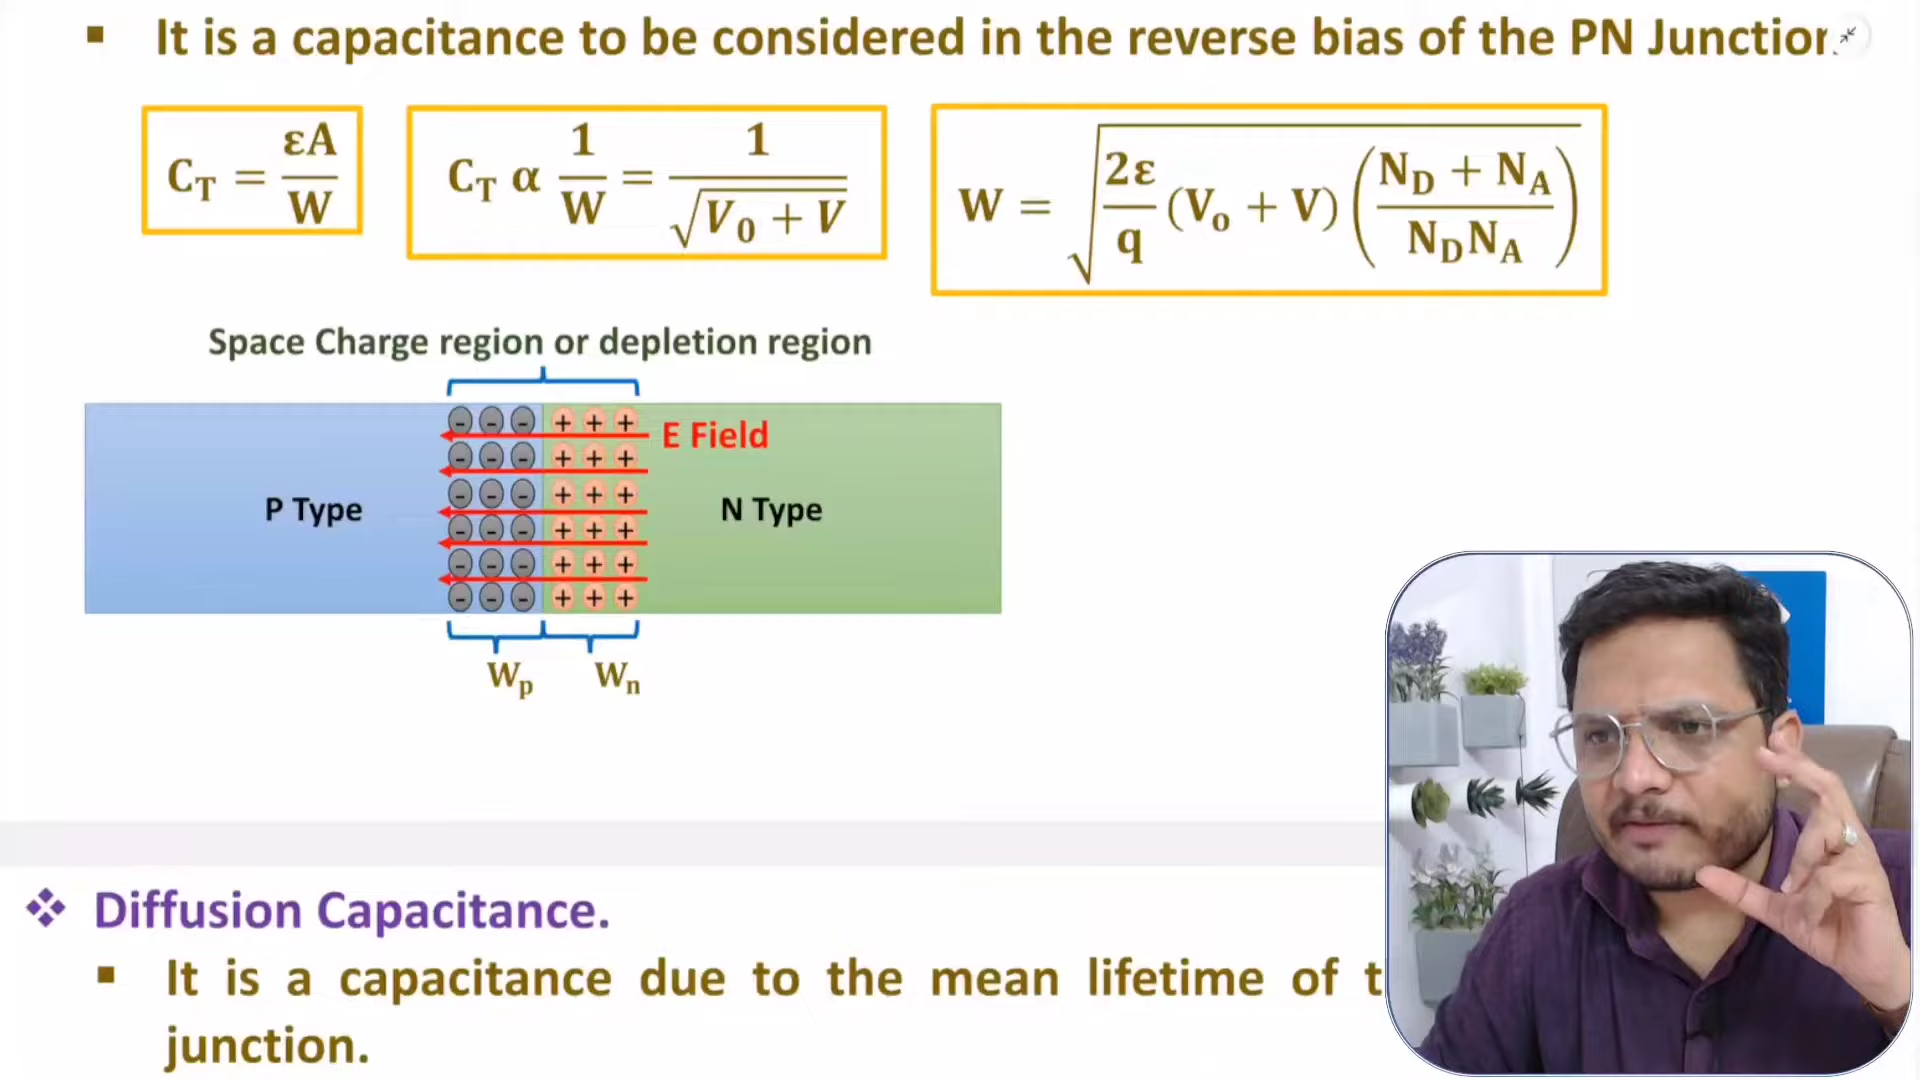 ▪ It is a capacitance to be considered in the reverse bias of the PN Junction.
C_T = εA / W
C_T α 1 / W = 1 / √(V_0 + V)
W = √( 2ε / q (V_o + V) ( (N_D + N_A) / (N_D N_A) ) )
Space Charge region or depletion region
- - - + + +
E Field
- - - + + +
- - - + + +
P Type N Type
- - - + + +
- - - + + +
- - - + + +
W_p W_n
❖ Diffusion Capacitance.
▪ It is a capacitance due to the mean lifetime of
junction.